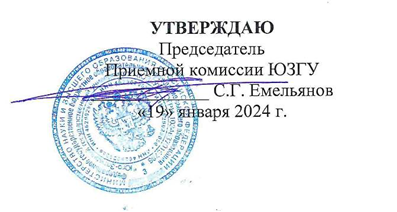 УТВЕРЖДАЮ
Председатель
Приемной комиссии ЮЗГУ
С.Г. Емельянов
«19» января 2024 г.